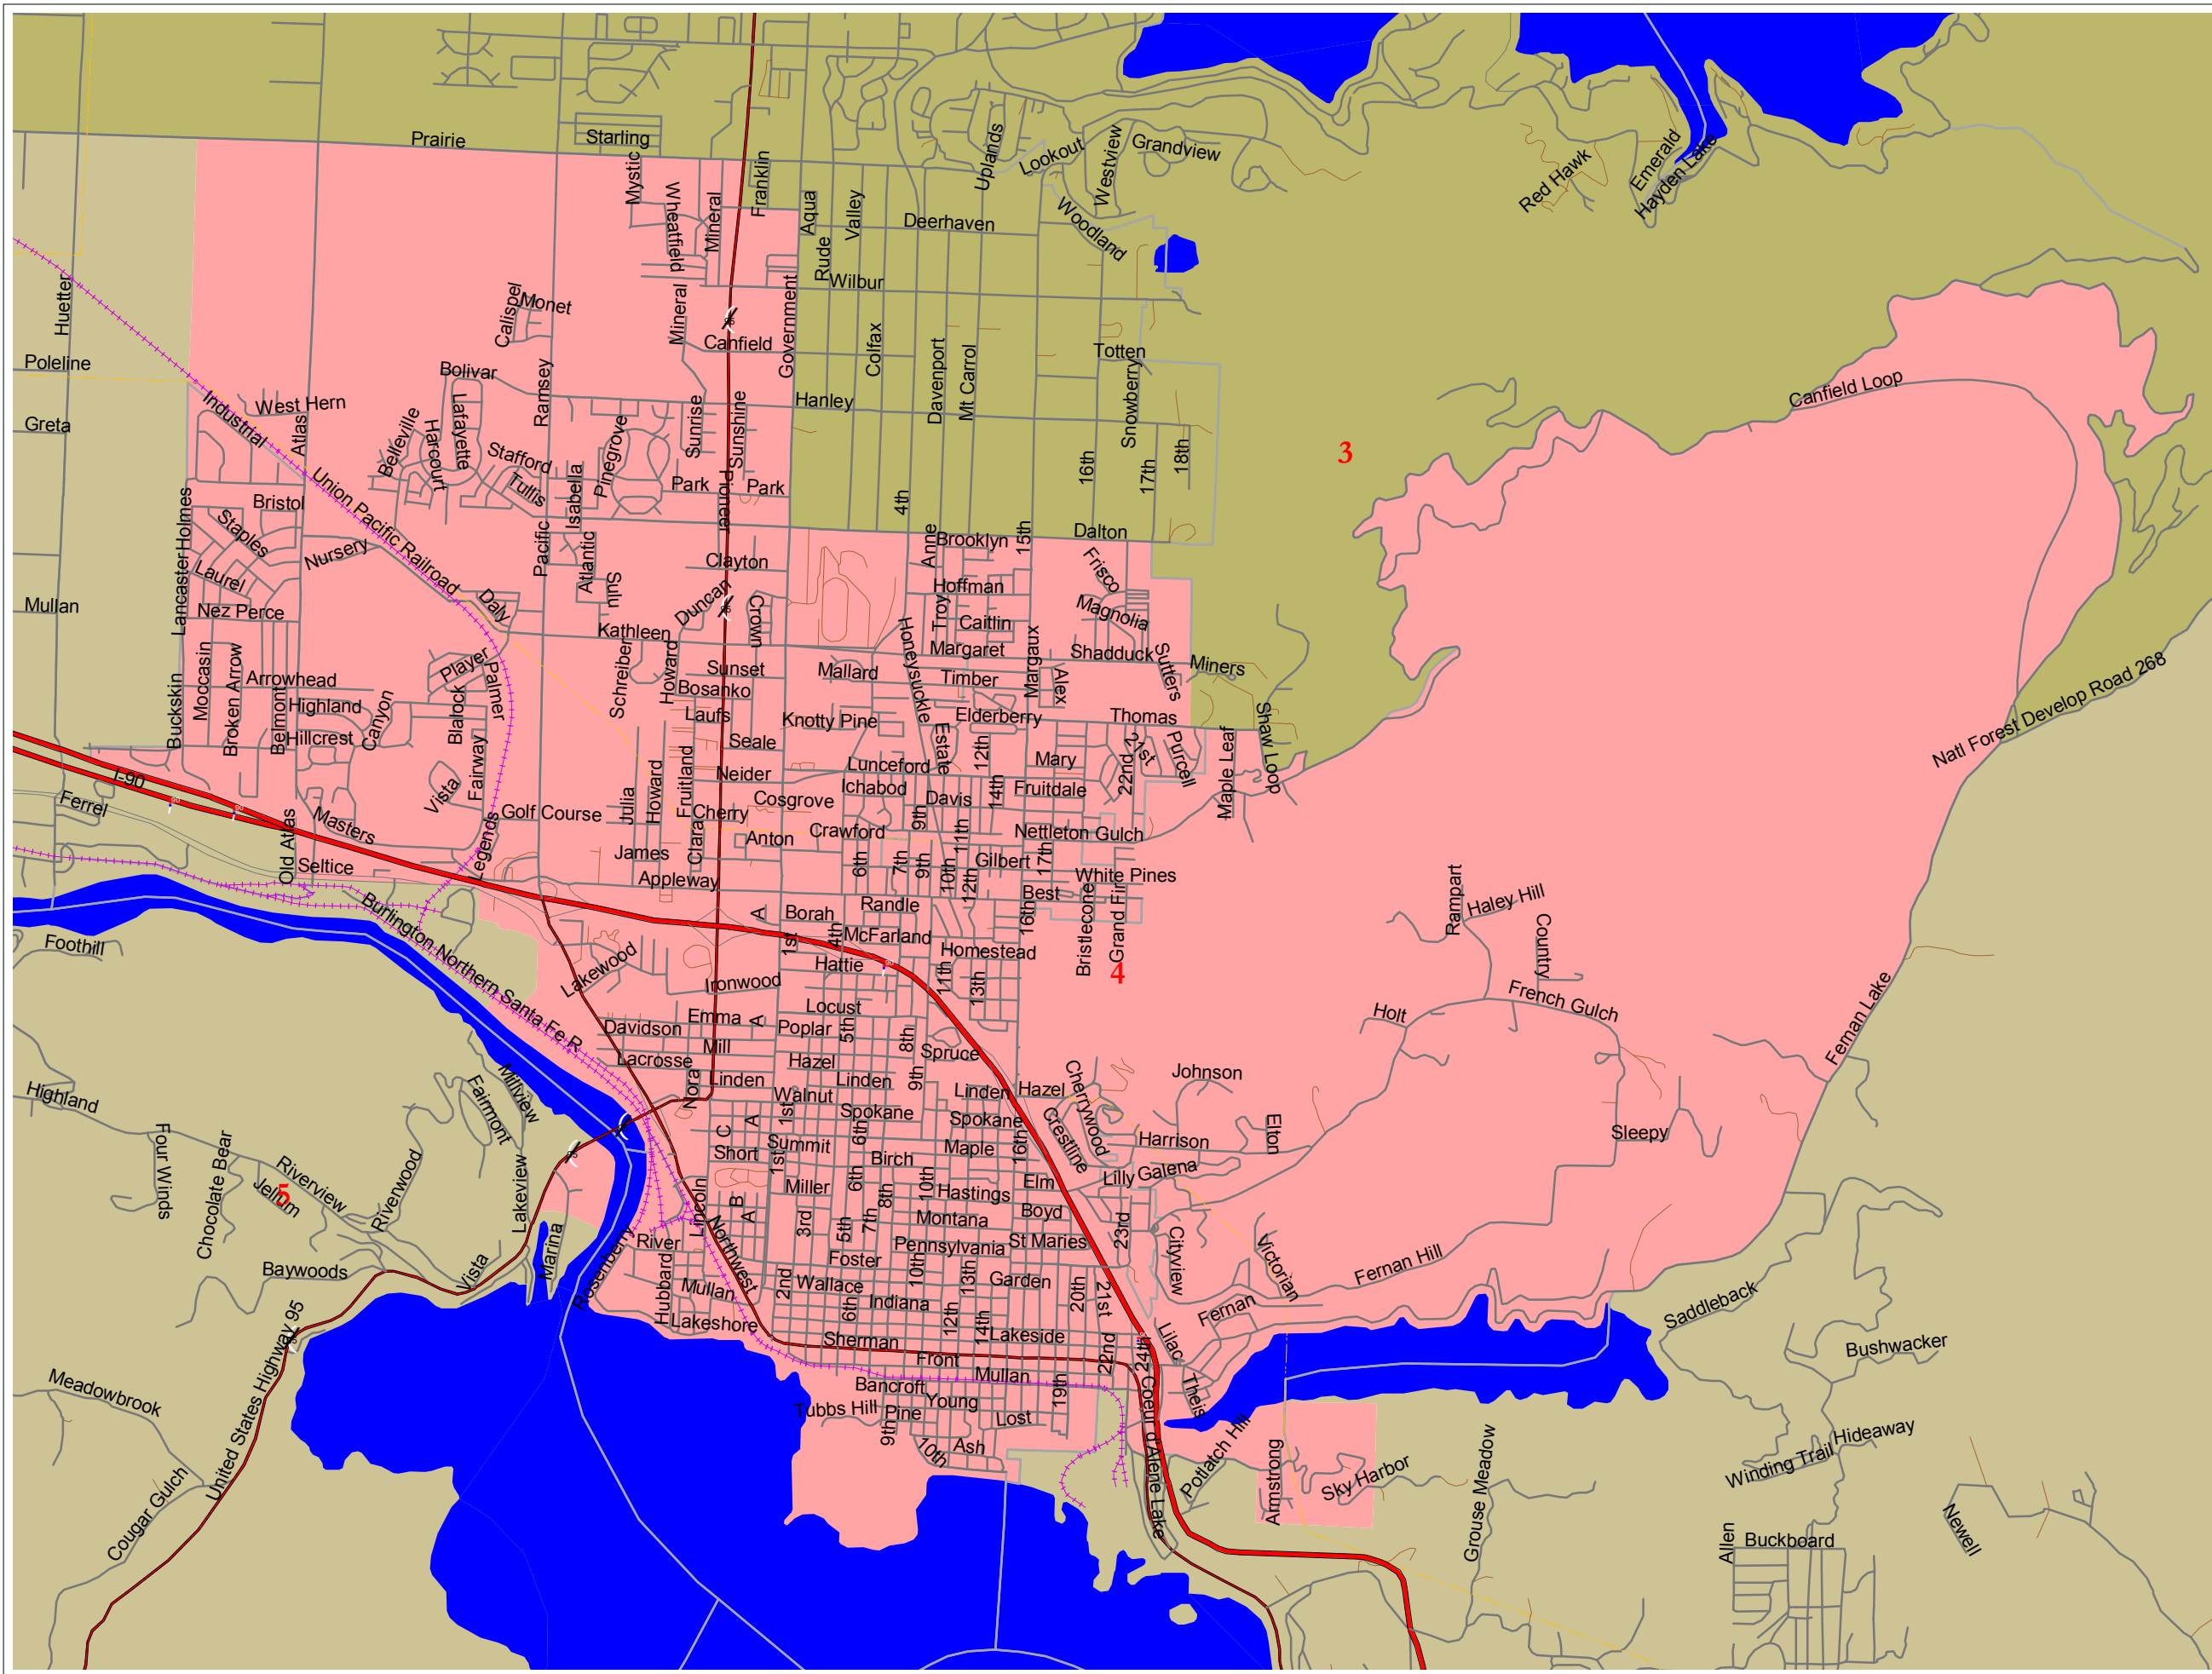 Prairie
Starling
Mystic
Wheatfield
Mineral
Franklin
Aqua
Rude
Valley
Deerhaven
Uplands
Lookout
Westview
Grandview
Woodland
Red Hawk
Emerald
Hayden Lake
Huetter
Calispel
Monet
Mineral
Canfield
Government
Wilbur
Colfax
Davenport
Mt Carrol
Totten
Snowberry
Poleline
Bolivar
Ramsey
Hanley
Canfield Loop
Greta
Industrial
West Hern
Atlas
Belleville
Harcourt
Lafayette
Stafford
Tullis
Isabella
Pinegrove
Sunrise
Sunshine
Park
Park
Pioneer
4th
16th
17th
18th
3
Bristol
Staples
Lancaster
Holmes
Union Pacific Railroad
Nursery
Pacific
Atlantic
Suln
Clayton
Duncan
95
Crown
Anne
Brooklyn
15th
Dalton
Frisco
Mullan
Laurel
Nez Perce
Daly
Kathleen
Hoffman
Troy
Caitlin
Magnolia
Honeysuckle
Margaret
Margaux
Shadduck
Sutters
Miners
Moccasin
Broken Arrow
Arrowhead
Player
Palmer
Schreiber
Howard
Sunset
Bosanko
Mallard
Timber
Alex
Natl Forest Develop Road 268
Buckskin
Belmont
Highland
Hillcrest
Canyon
Blalock
Laufs
Seale
Knotty Pine
Elderberry
Estate
12th
Thomas
21st
Purcell
Maple Leaf
Shaw Loop
I-90
Ferrel
Vista
Fairway
Julia
Howard
Fruitland
Neider
Cherry
Cosgrove
Lunceford
Ichabod
Davis
14th
Mary
Fruitdale
22nd
Old Atlas
Masters
Seltice
Legends
Golf Course
James
Clara
Anton
Crawford
9th
11th
Nettleton Gulch
Appleway
6th
7th
9th
10th
12th
Gilbert
17th
White Pines
Best
Bristlecone
Grand Fir
Rampart
Haley Hill
Country
Burlington Northern Santa Fe R
Foothill
Lakewood
A
Borah
Randle
1st
4th
McFarland
16th
Hattie
Homestead
11th
13th
4
Ironwood
Holt
French Gulch
Fernan Lake
Locust
Davidson
Emma
A
Poplar
5th
8th
Spruce
Lacrosse
Mill
Hazel
9th
Cherrywood
Johnson
Highland
Millview
Fairmont
Nora
Linden
Linden
Linden
Hazel
Walnut
1st
Spokane
Spokane
Crestline
Harrison
Elton
Sleepy
Four Winds
Chocolate Bear
Riverview
Jellum
5
Riverwood
Lakeview
C
A
Summit
Short
1st
6th
Maple
16th
Birch
Lilly
Galena
Lincoln
B
A
Miller
6th
8th
10th
Hastings
Elm
3rd
5th
7th
Montana
Boyd
23rd
Cityview
Victorian
Baywoods
Vista
Marina
Rosenberry
River
Northwest
Foster
Pennsylvania
St Maries
Fernan Hill
Hubbard
Mullan
2nd
Wallace
10th
13th
Garden
20th
21st
Fernan
Saddleback
6th
Indiana
12th
14th
Lakeshore
Sherman
Lakeside
22nd
24th
Lilac
Bushwacker
United States Highway 95
Front
Mullan
Meadowbrook
Bancroft
Young
19th
Theis
Tubbs Hill
Pine
Lost
9th
10th
Ash
Coeur d'Alene Lake
Potlatch Hill
Armstrong
Sky Harbor
Grouse Meadow
Winding Trail
Hideaway
Cougar Gulch
Newell
Allen
Buckboard